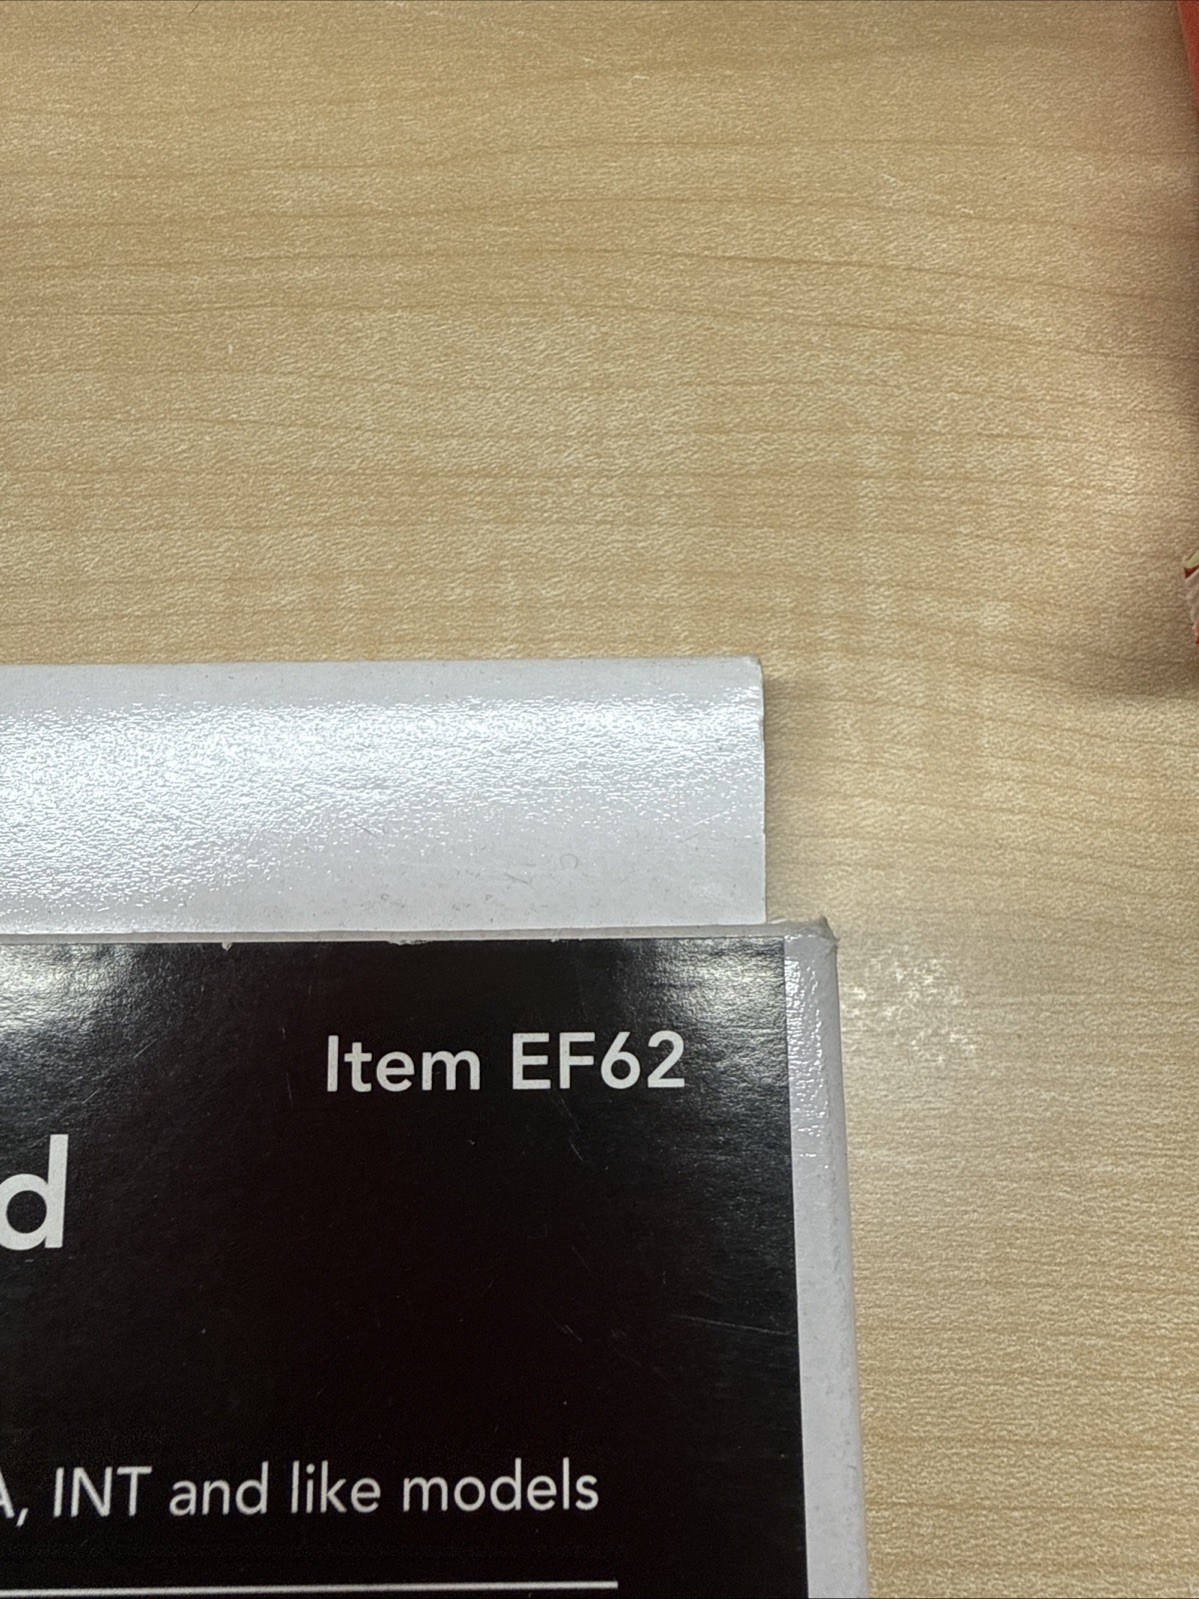 Item EF62
d
A, INT and like models